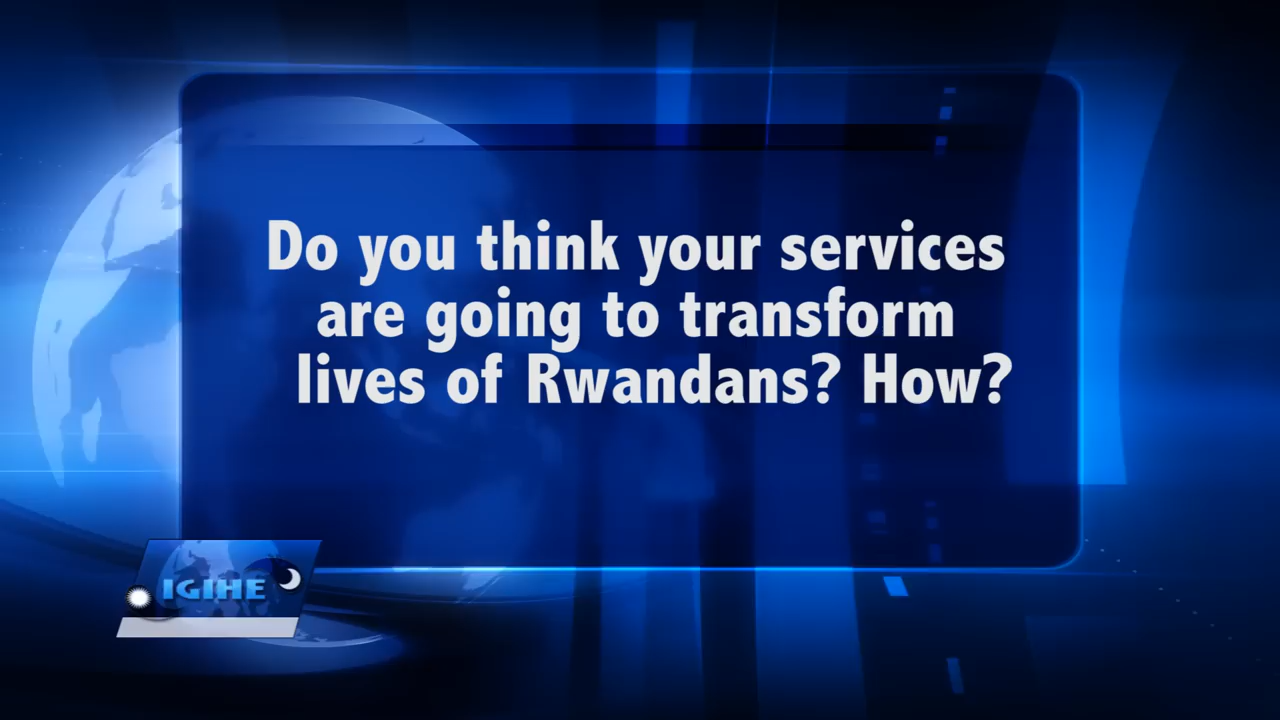 Do you think your services
are going to transform
lives of Rwandans? How?
IGIHE